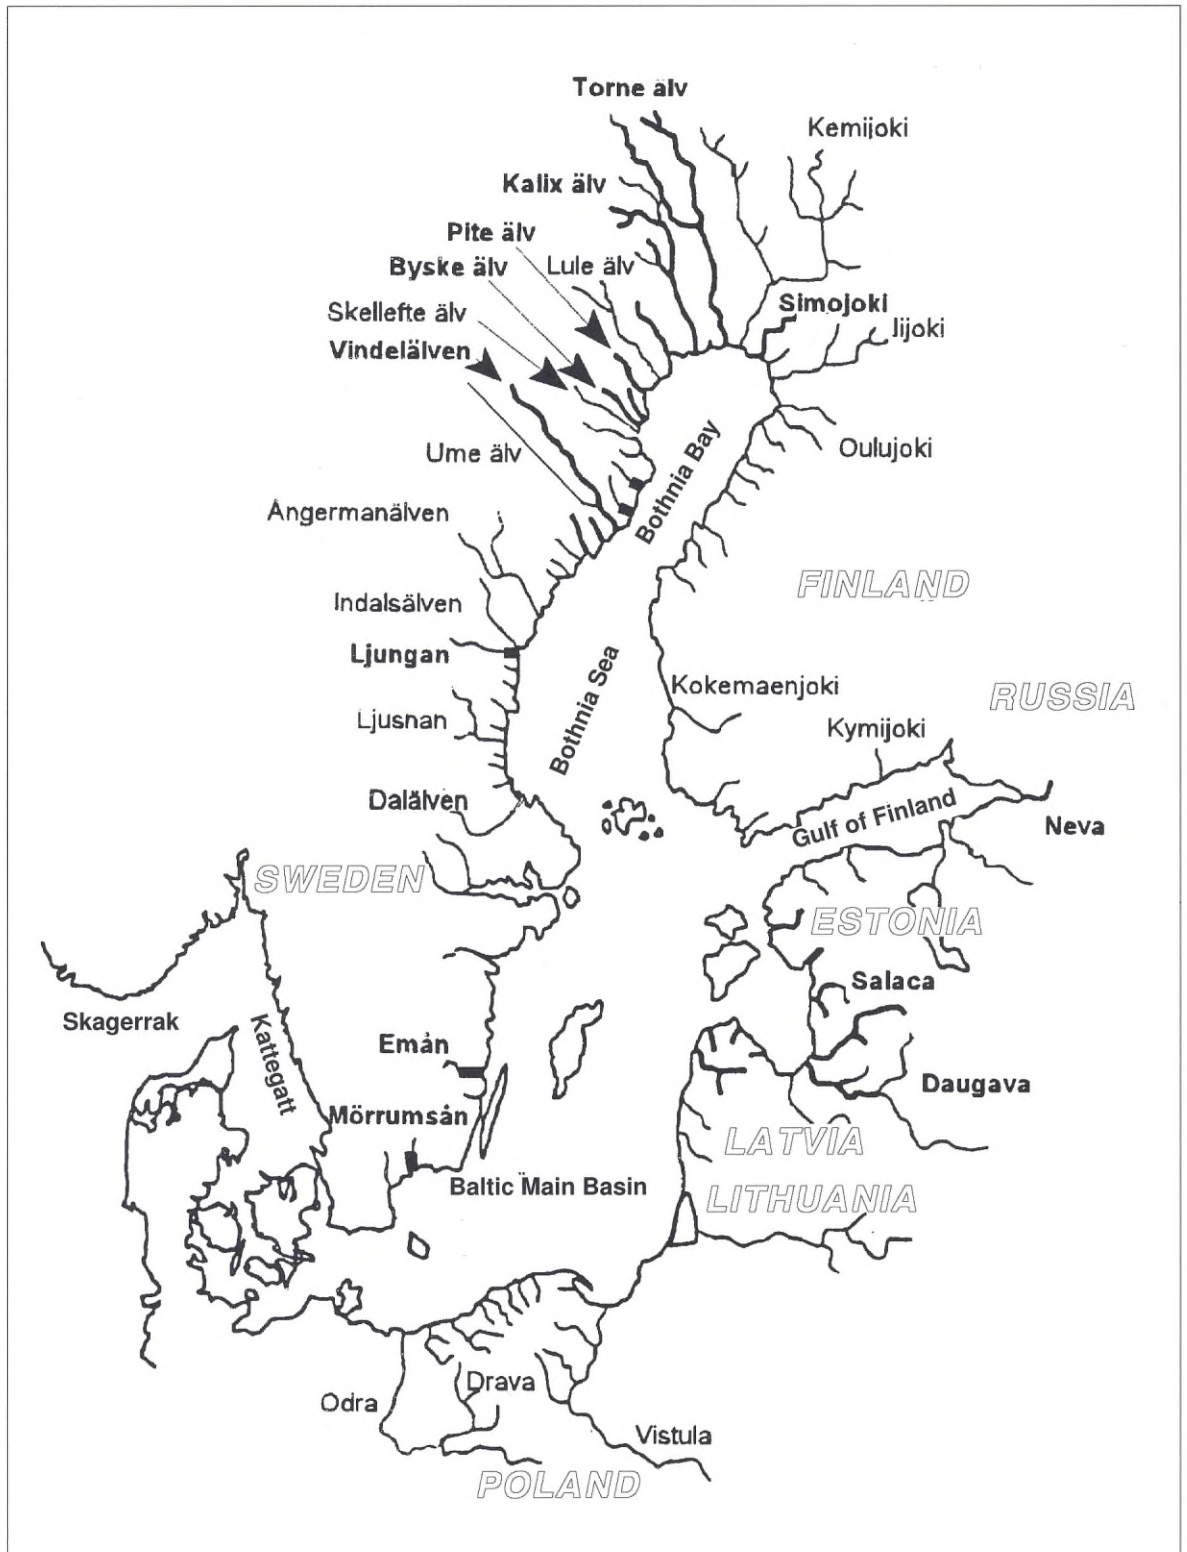 Torne älv
Kemijoki
Kalix älv
Pite älv
Byske älv
Lule älv
Simojoki
Skellefte älv
Iijoki
Vindelälven
Bothnia Bay
Oulujoki
Ume älv
Ångermanälven
FINLAND
Indalsälven
Ljungan
Bothnia Sea
Kokemaenjoki
RUSSIA
Ljusnan
Kymijoki
Dalälven
Gulf of Finland
Neva
SWEDEN
ESTONIA
Salaca
Skagerrak
Kattegatt
Emån
Daugava
Mörrumsån
LATVIA
Baltic Main Basin
LITHUANIA
Odra
Drava
Vistula
POLAND